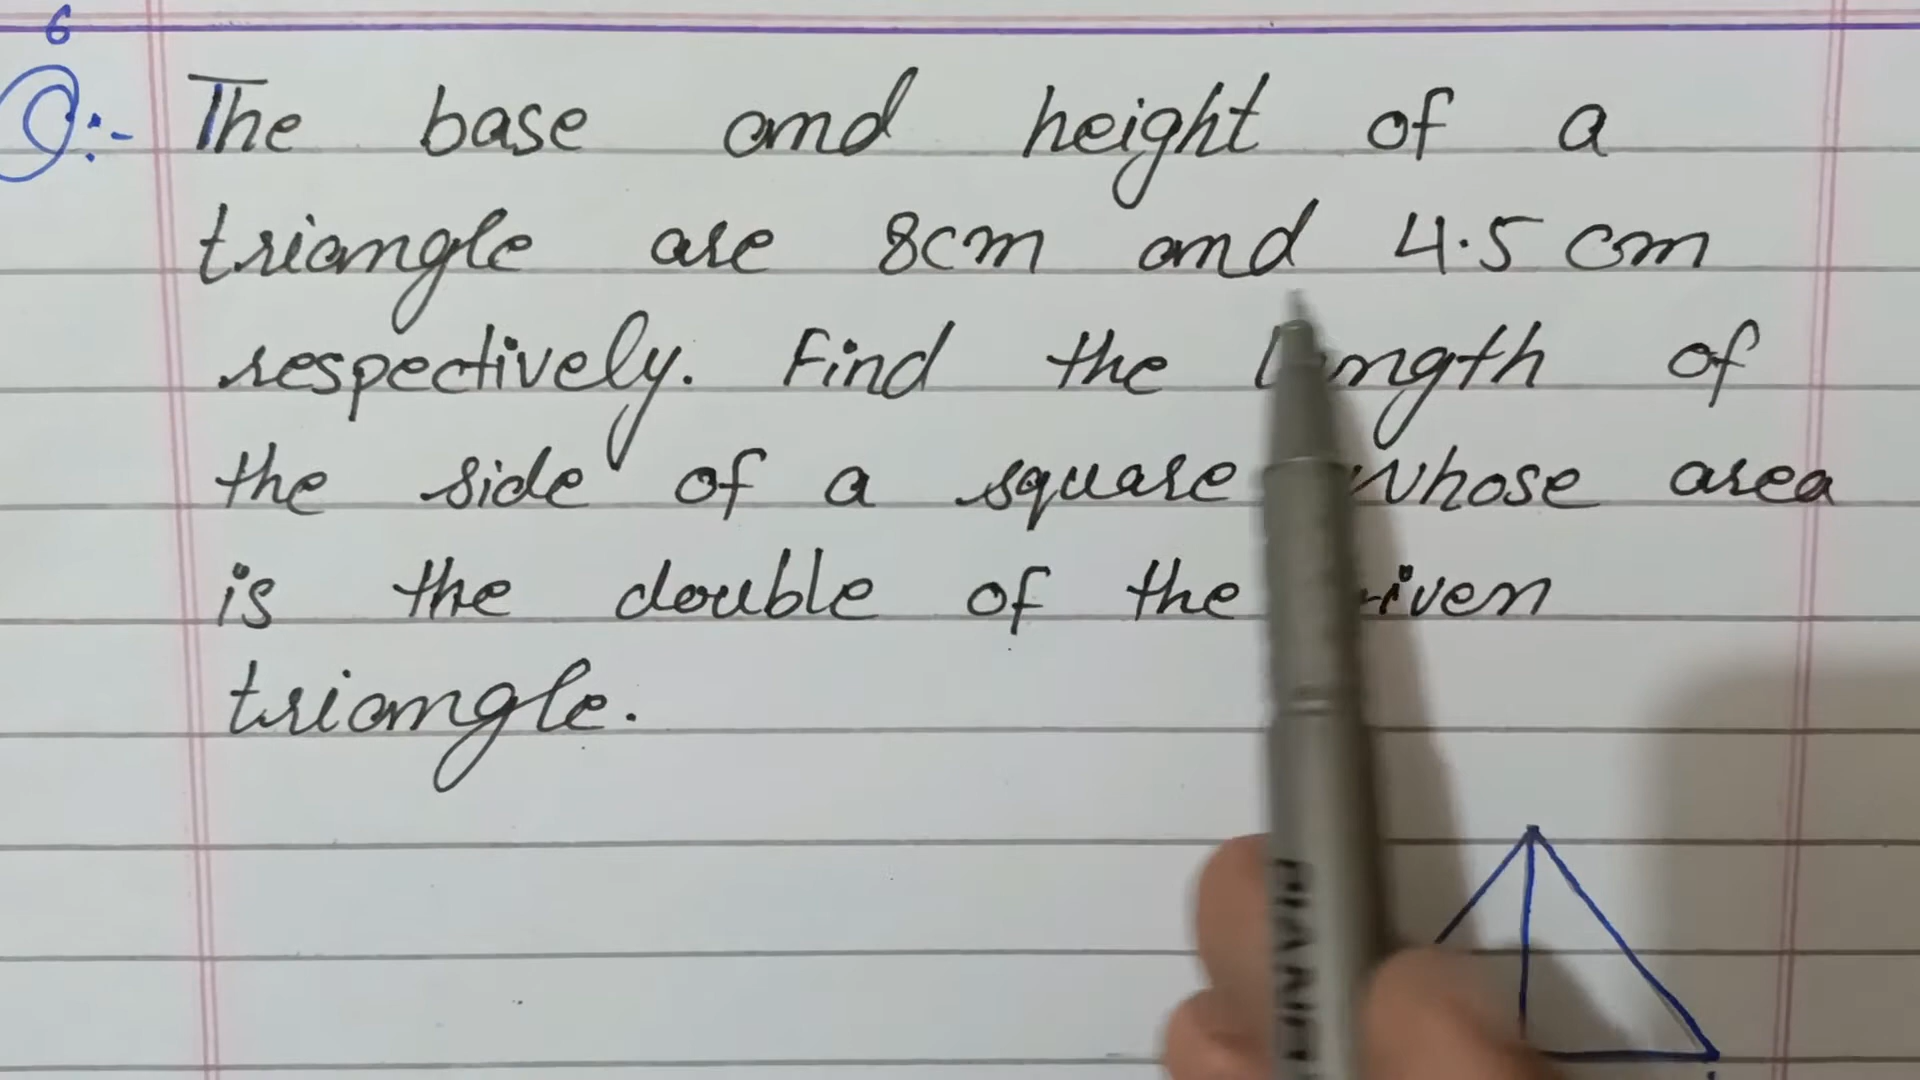 6
Q:- The base and height of a
triangle are 8cm and 4.5 cm
respectively. Find the length of
the side of a square whose area
is the double of the given
triangle.